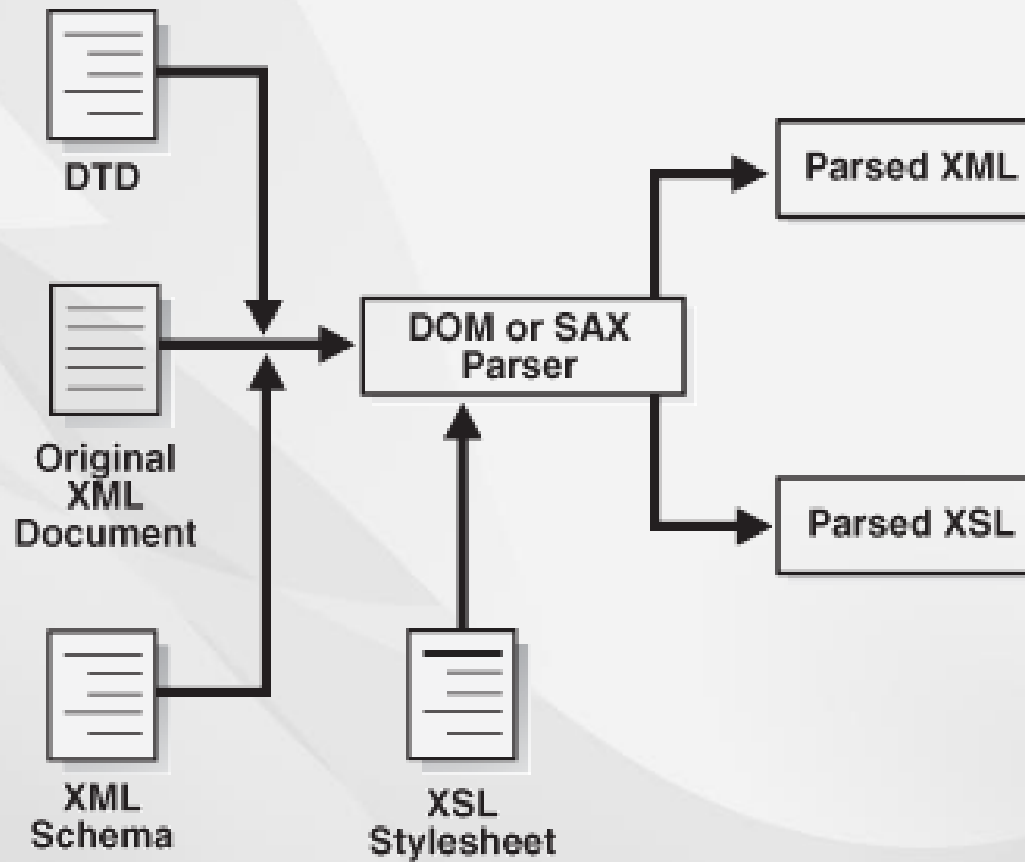 DTD
Parsed XML
DOM or SAX
Parser
Original
XML
Document
Parsed XSL
XML
Schema
XSL
Stylesheet